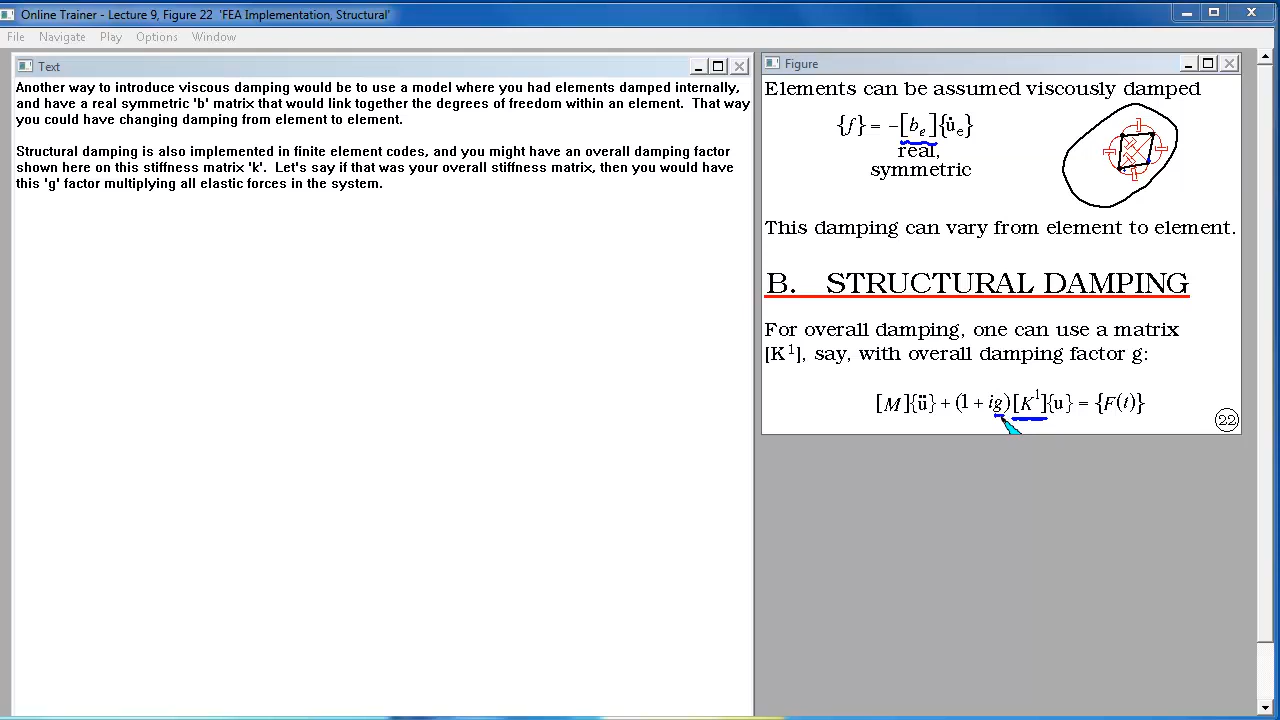 Online Trainer - Lecture 9, Figure 22 'FEA Implementation, Structural'
File Navigate Play Options Window
Text
Another way to introduce viscous damping would be to use a model where you had elements damped internally,
and have a real symmetric 'b' matrix that would link together the degrees of freedom within an element. That way
you could have changing damping from element to element.
Structural damping is also implemented in finite element codes, and you might have an overall damping factor
shown here on this stiffness matrix 'k'. Let's say if that was your overall stiffness matrix, then you would have
this 'g' factor multiplying all elastic forces in the system.
Figure
Elements can be assumed viscously damped
{f} = −[bₑ]{u̇ₑ}
real,
symmetric
This damping can vary from element to element.
B. STRUCTURAL DAMPING
For overall damping, one can use a matrix
[K¹], say, with overall damping factor g:
[M]{ü} + (1 + ig)[K¹]{u} = {F(t)}
22